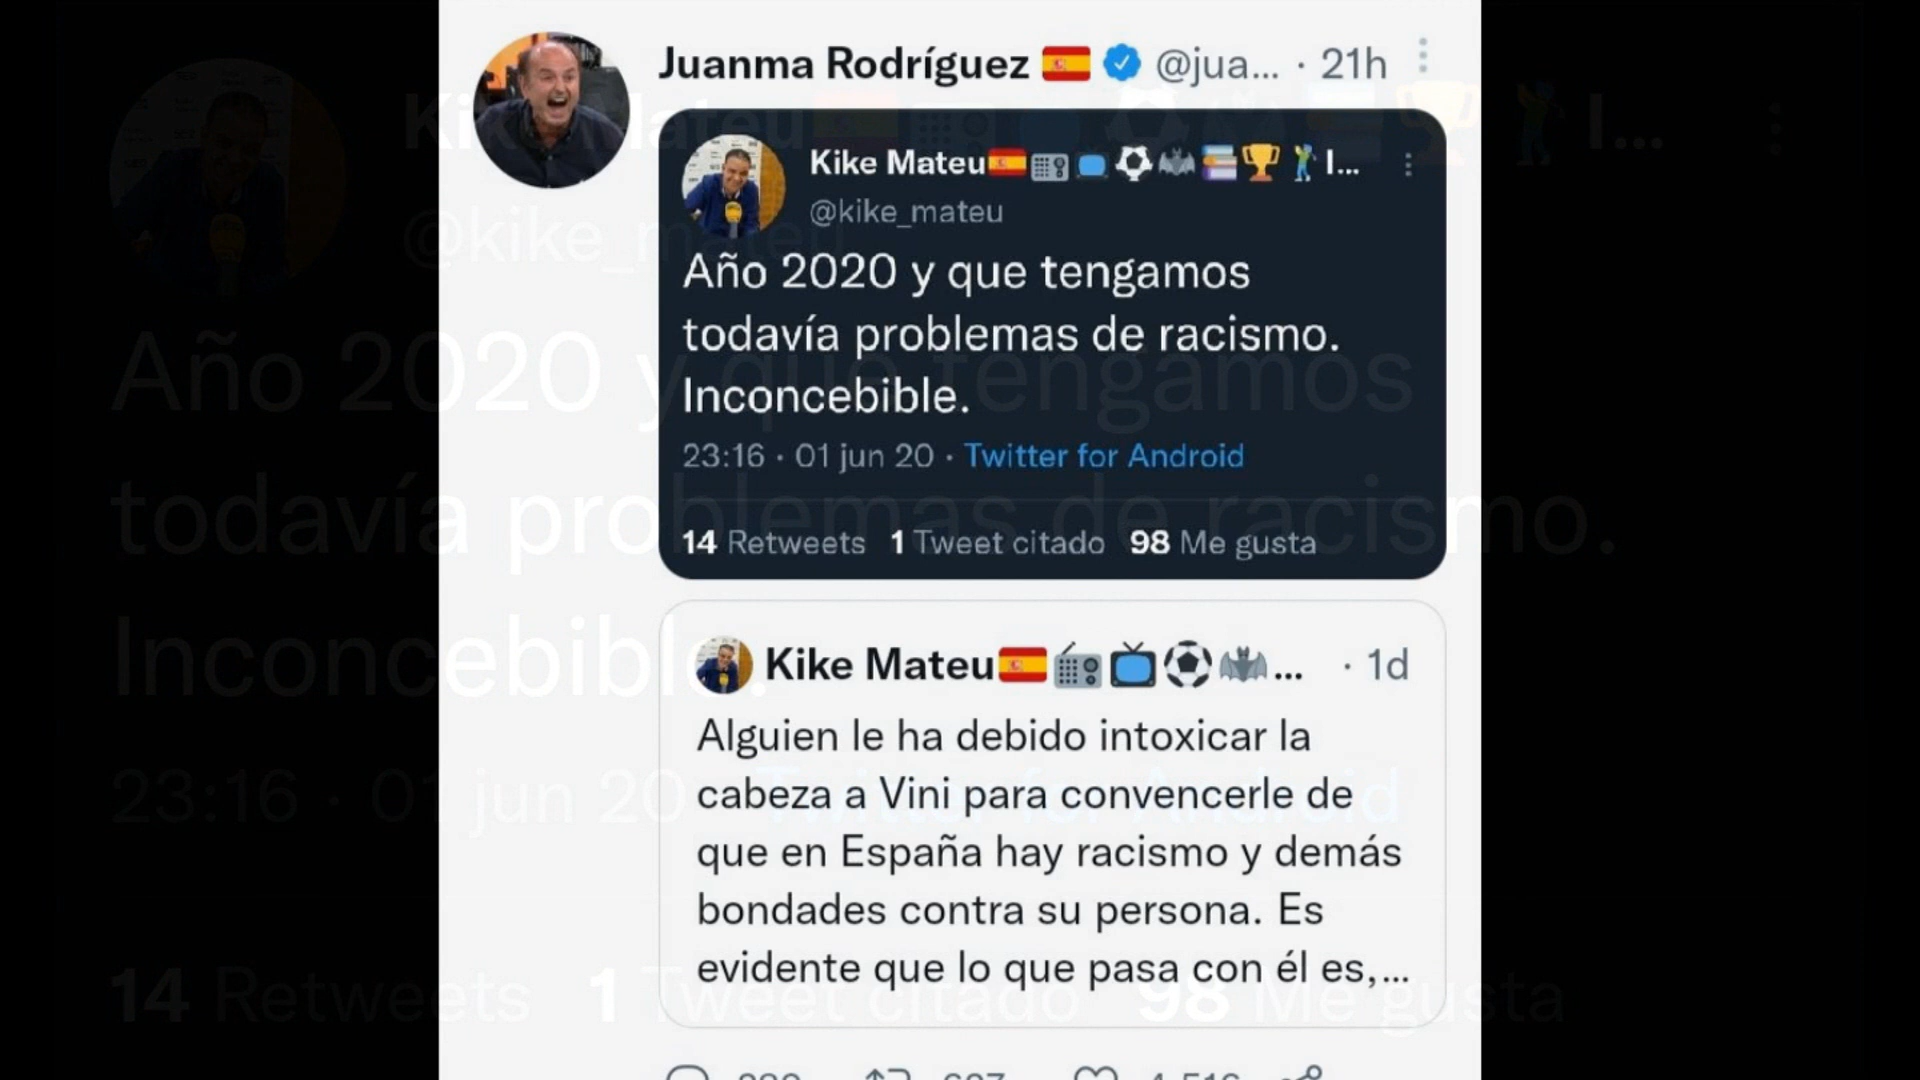 Juanma Rodríguez @jua... · 21h
Kike Mateu I...
@kike_mateu
Año 2020 y que tengamos
todavía problemas de racismo.
Inconcebible.
23:16 · 01 jun 20 · Twitter for Android
14 Retweets 1 Tweet citado 98 Me gusta
Kike Mateu ... · 1d
Alguien le ha debido intoxicar la
cabeza a Vini para convencerle de
que en España hay racismo y demás
bondades contra su persona. Es
evidente que lo que pasa con él es,...